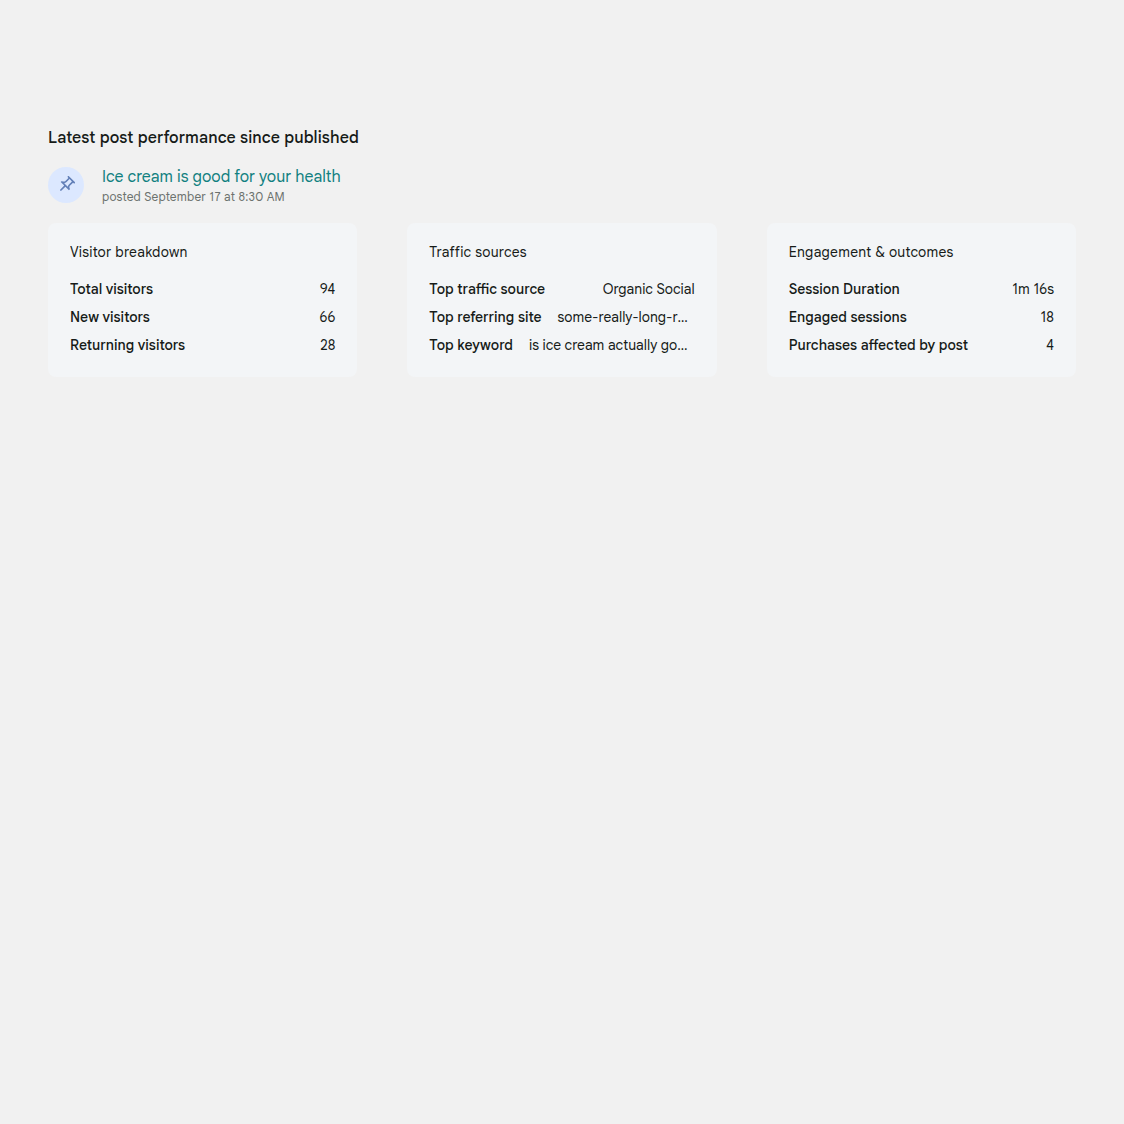 Latest post performance since published
Ice cream is good for your health
posted September 17 at 8:30 AM
Visitor breakdown
Total visitors 94
New visitors 66
Returning visitors 28
Traffic sources
Top traffic source Organic Social
Top referring site some-really-long-r...
Top keyword is ice cream actually go...
Engagement & outcomes
Session Duration 1m 16s
Engaged sessions 18
Purchases affected by post 4